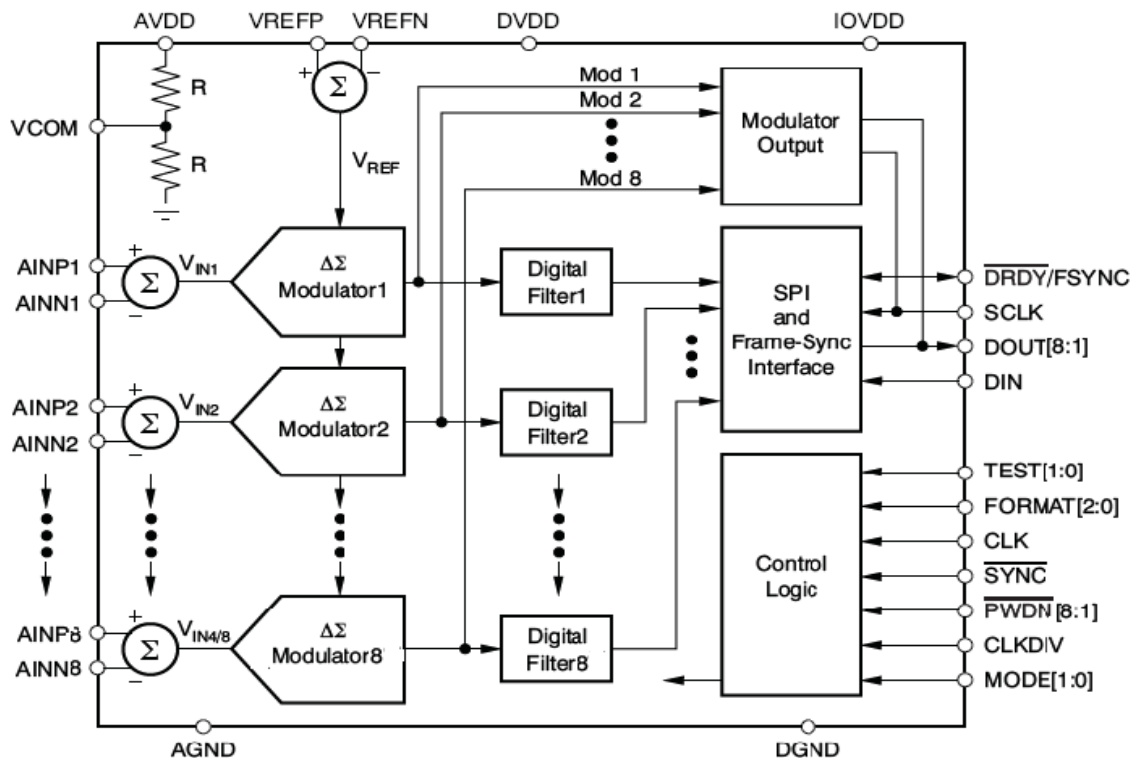 AVDD
VREFP
VREFN
DVDD
IOVDD
+
Σ
−
R
VCOM
R
VREF
Mod 1
Mod 2
Mod 8
Modulator
Output
AINP1
AINN1
+
Σ
−
VIN1
ΔΣ
Modulator1
Digital
Filter1
SPI
and
Frame-Sync
Interface
DRDY/FSYNC
SCLK
DOUT[8:1]
DIN
AINP2
AINN2
+
Σ
−
VIN2
ΔΣ
Modulator2
Digital
Filter2
Control
Logic
TEST[1:0]
FORMAT[2:0]
CLK
SYNC
PWDN[8:1]
CLKDIV
MODE[1:0]
AINP8
AINN8
+
Σ
−
VIN4/8
ΔΣ
Modulator8
Digital
Filter8
AGND
DGND